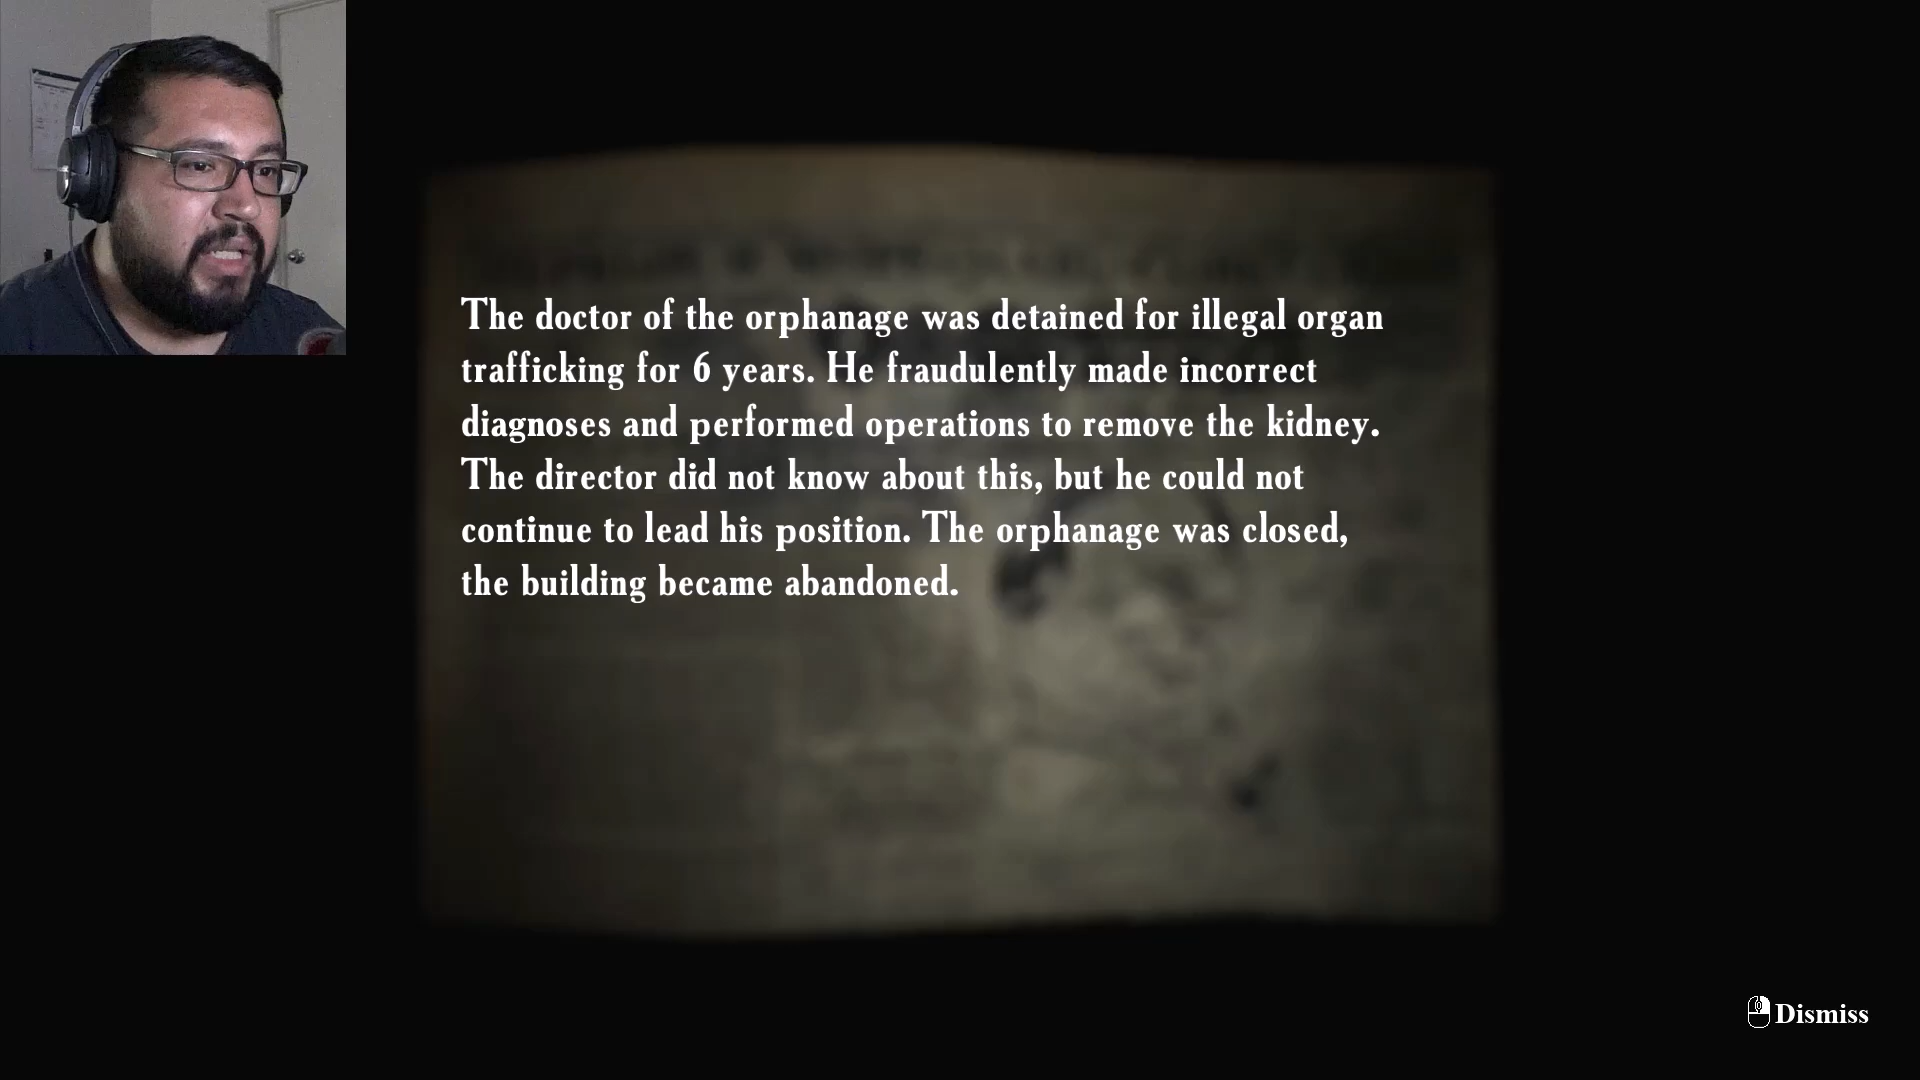 The doctor of the orphanage was detained for illegal organ
trafficking for 6 years. He fraudulently made incorrect
diagnoses and performed operations to remove the kidney.
The director did not know about this, but he could not
continue to lead his position. The orphanage was closed,
the building became abandoned.
Dismiss